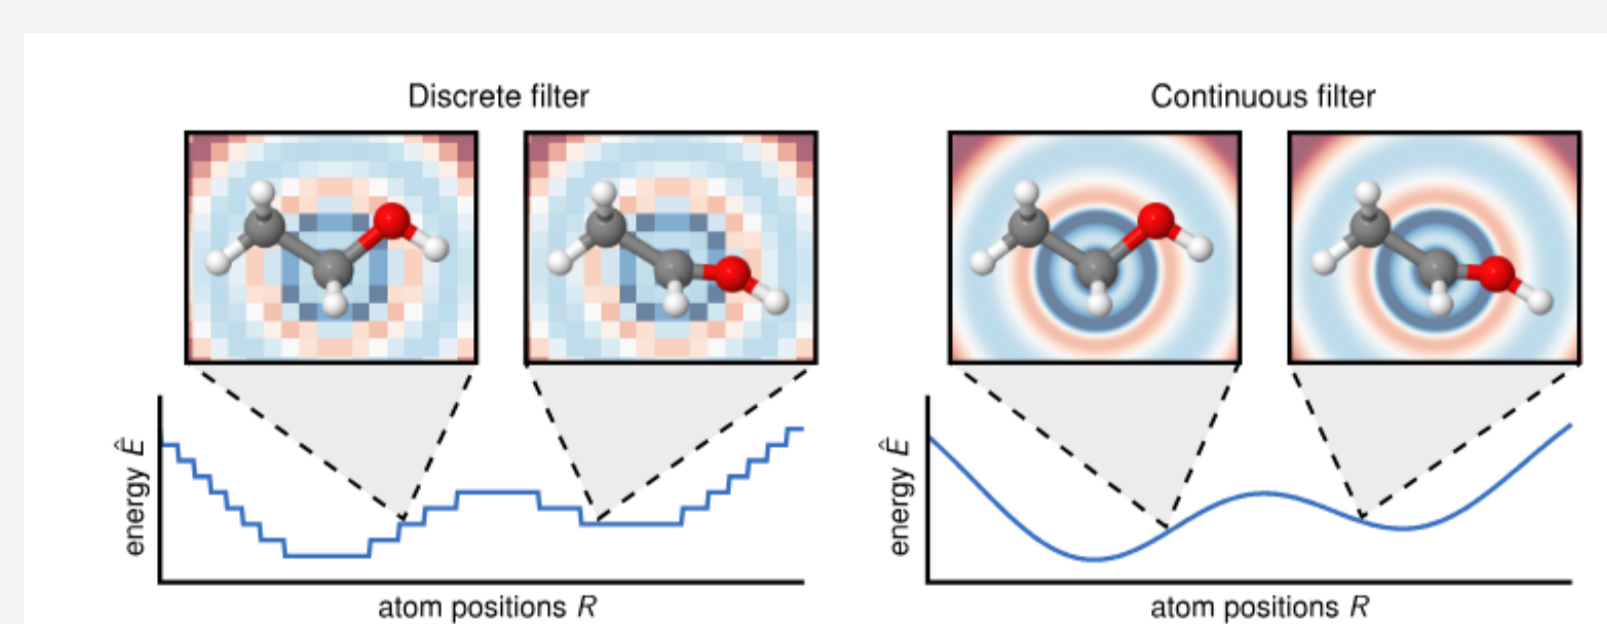 Discrete filter
Continuous filter
energy Ê
energy Ê
atom positions R
atom positions R